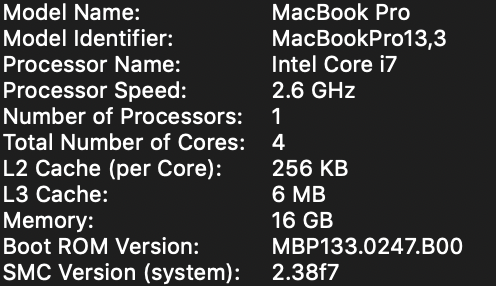 Model Name: MacBook Pro
Model Identifier: MacBookPro13,3
Processor Name: Intel Core i7
Processor Speed: 2.6 GHz
Number of Processors: 1
Total Number of Cores: 4
L2 Cache (per Core): 256 KB
L3 Cache: 6 MB
Memory: 16 GB
Boot ROM Version: MBP133.0247.B00
SMC Version (system): 2.38f7